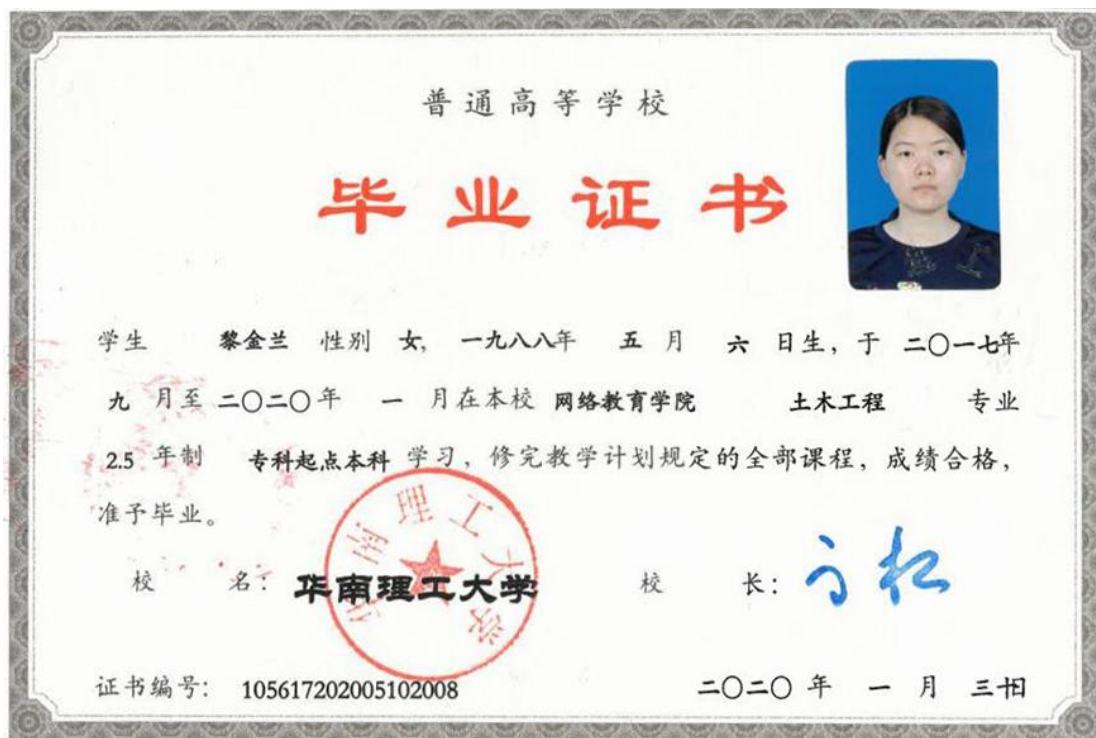 普通高等学校
毕业证书
学生 黎金兰 性别 女, 一九八八年 五 月 六 日生, 于 二〇一七年
九 月至 二〇二〇年 一 月在本校 网络教育学院 土木工程 专业
2.5 年制 专科起点本科 学习, 修完教学计划规定的全部课程, 成绩合格,
准予毕业。
校 名: 华南理工大学 校 长:
华南理工大学
证书编号: 105617202005102008 二〇二〇 年 一 月 三十日